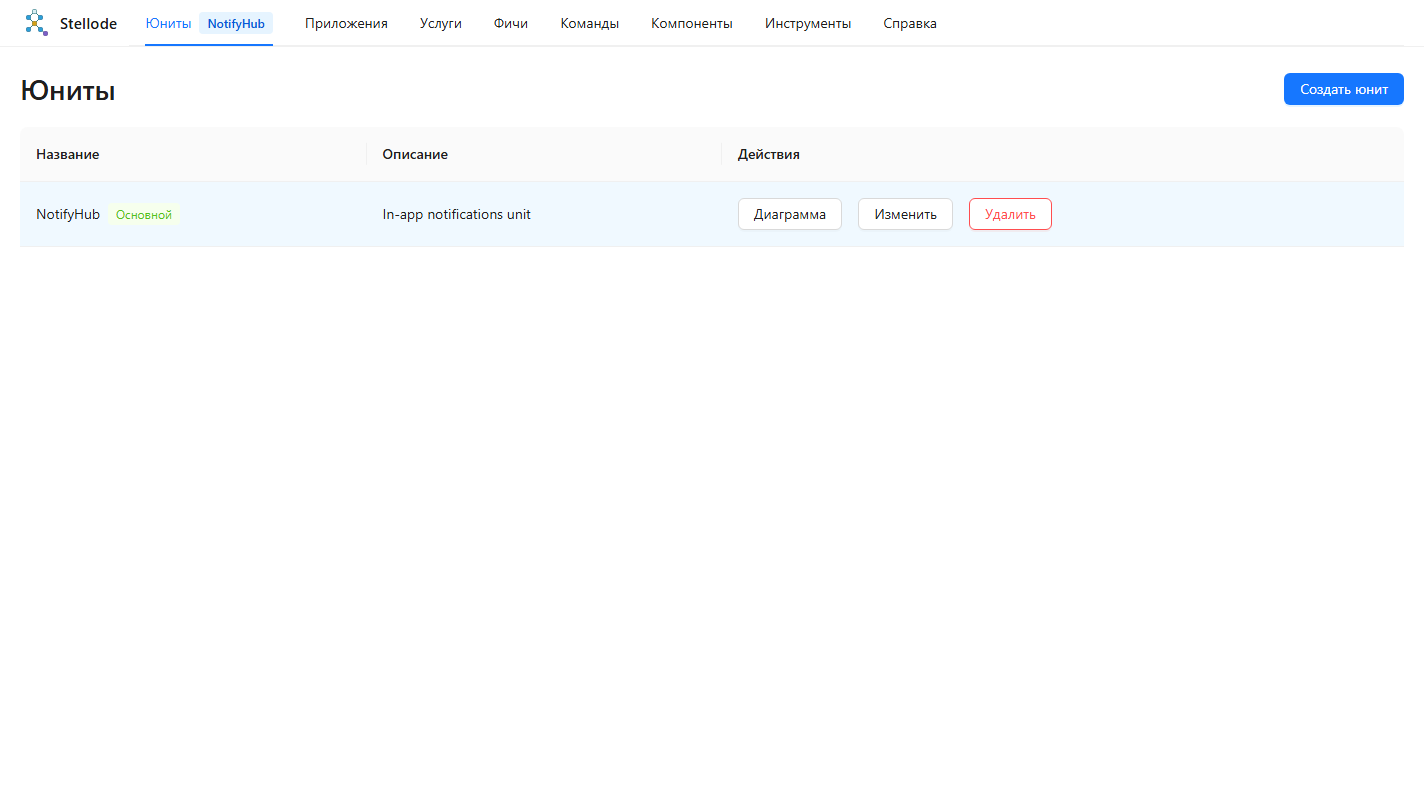 Stellode Юниты NotifyHub Приложения Услуги Фичи Команды Компоненты Инструменты Справка
Юниты Создать юнит
Название Описание Действия
NotifyHub Основной In-app notifications unit Диаграмма Изменить Удалить